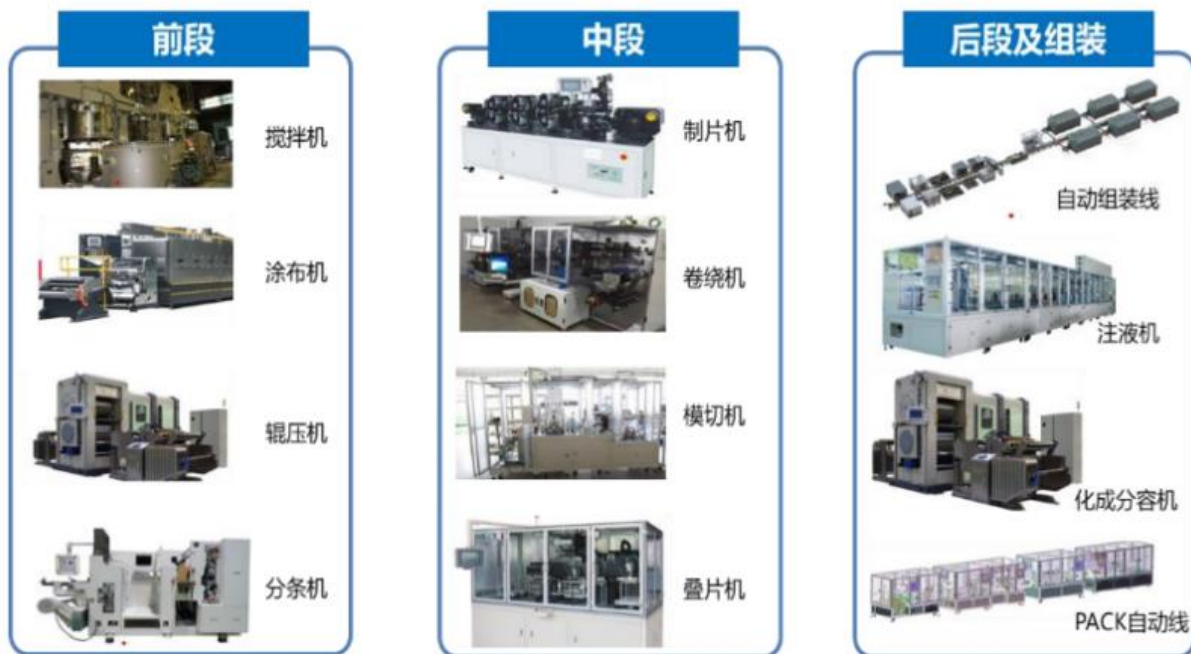 前段
搅拌机
涂布机
辊压机
分条机
中段
制片机
卷绕机
模切机
叠片机
后段及组装
自动组装线
注液机
化成分容机
PACK自动线